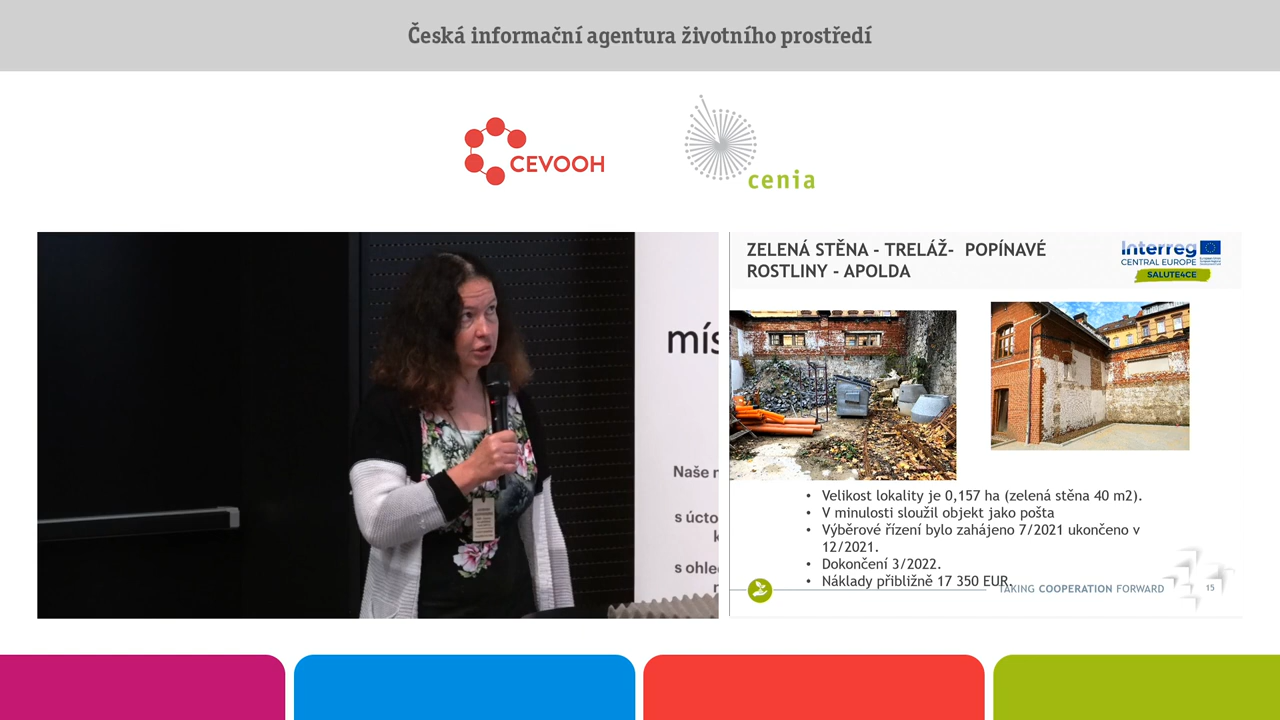 Česká informační agentura životního prostředí
CEVOOH
cenia
mís
Naše
s úcto
s ohle
ZELENÁ STĚNA - TRELÁŽ- POPÍNAVÉ
ROSTLINY - APOLDA
Interreg
CENTRAL EUROPE
SALUTE4CE
• Velikost lokality je 0,157 ha (zelená stěna 40 m2).
• V minulosti sloužil objekt jako pošta
• Výběrové řízení bylo zahájeno 7/2021 ukončeno v
12/2021.
• Dokončení 3/2022.
• Náklady přibližně 17 350 EUR.
TAKING COOPERATION FORWARD
15